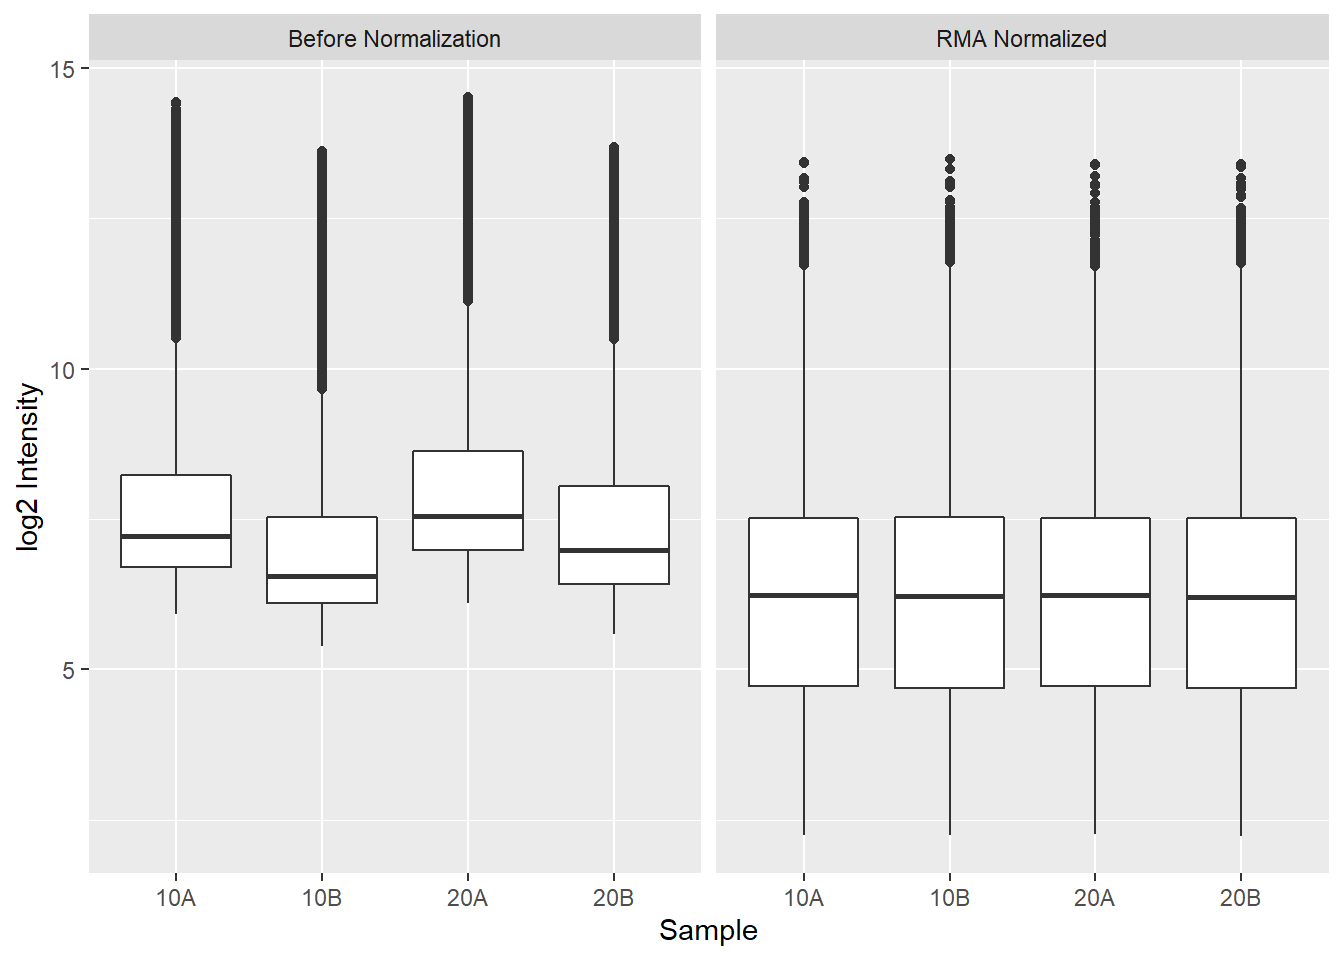 Before Normalization
RMA Normalized
log2 Intensity
15
10
5
10A 10B 20A 20B
10A 10B 20A 20B
Sample